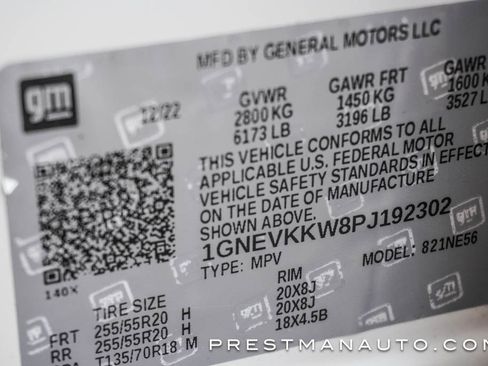 MFD BY GENERAL MOTORS LLC
gm
12/22
GVWR
2800 KG
6173 LB
GAWR FRT
1450 KG
3196 LB
GAWR
1600 K
3527 L
THIS VEHICLE CONFORMS TO ALL
APPLICABLE U.S. FEDERAL MOTOR
VEHICLE SAFETY STANDARDS IN EFFECT
ON THE DATE OF MANUFACTURE
SHOWN ABOVE.
1GNEVKKW8PJ192302
TYPE: MPV
MODEL: 821NE56
140X
TIRE SIZE
RIM
FRT 255/55R20 H 20X8J
RR 255/55R20 H 20X8J
T135/70R18 M 18X4.5B
PRESTMANAUTO.COM